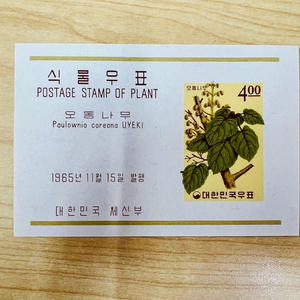 식물우표
POSTAGE STAMP OF PLANT
오동나무
Paulownia coreana UYEKI
1965년 11월 15일 발행
대한민국 체신부
오동나무
4.00
대한민국우표